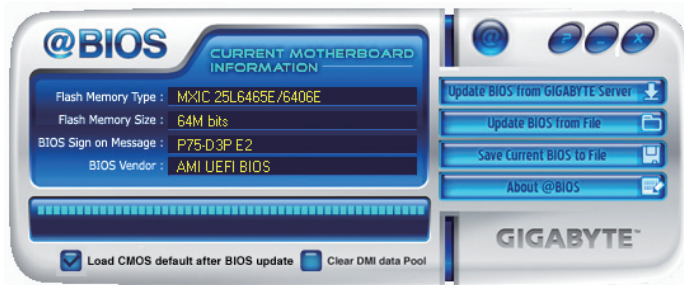 @BIOS
CURRENT MOTHERBOARD
INFORMATION
Flash Memory Type : MXIC 25L6465E/6406E
Flash Memory Size : 64M bits
BIOS Sign on Message : P75-D3P E2
BIOS Vendor : AMI UEFI BIOS
Load CMOS default after BIOS update
Clear DMI data Pool
@
? _ X
Update BIOS from GIGABYTE Server
Update BIOS from File
Save Current BIOS to File
About @BIOS
GIGABYTE™